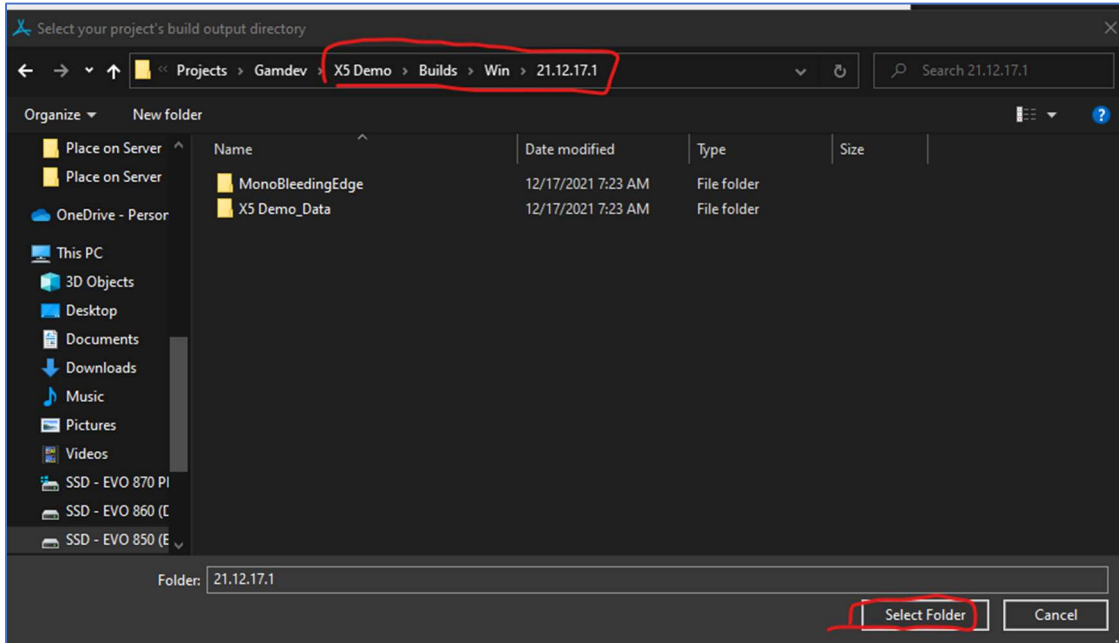 Select your project's build output directory
« Projects > Gamdev > X5 Demo > Builds > Win > 21.12.17.1
Search 21.12.17.1
Organize
New folder
Name Date modified Type Size
Place on Server
Place on Server
OneDrive - Person
This PC
3D Objects
Desktop
Documents
Downloads
Music
Pictures
Videos
SSD - EVO 870 Pl
SSD - EVO 860 (D
SSD - EVO 850 (E
MonoBleedingEdge 12/17/2021 7:23 AM File folder
X5 Demo_Data 12/17/2021 7:23 AM File folder
Folder: 21.12.17.1
Select Folder
Cancel